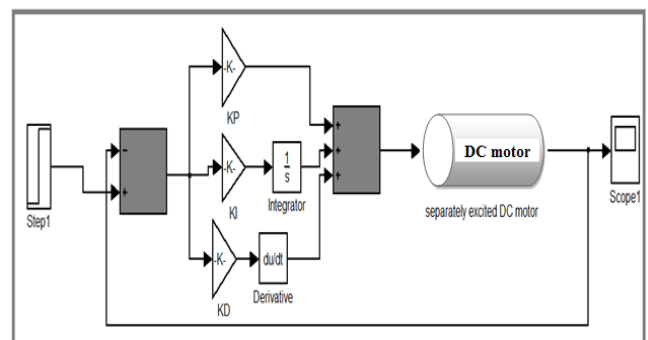 -K-
KP
-
+
-K-
KI
1
s
Integrator
+
+
+
DC motor
separately excited DC motor
Scope1
Step1
-K-
KD
du/dt
Derivative